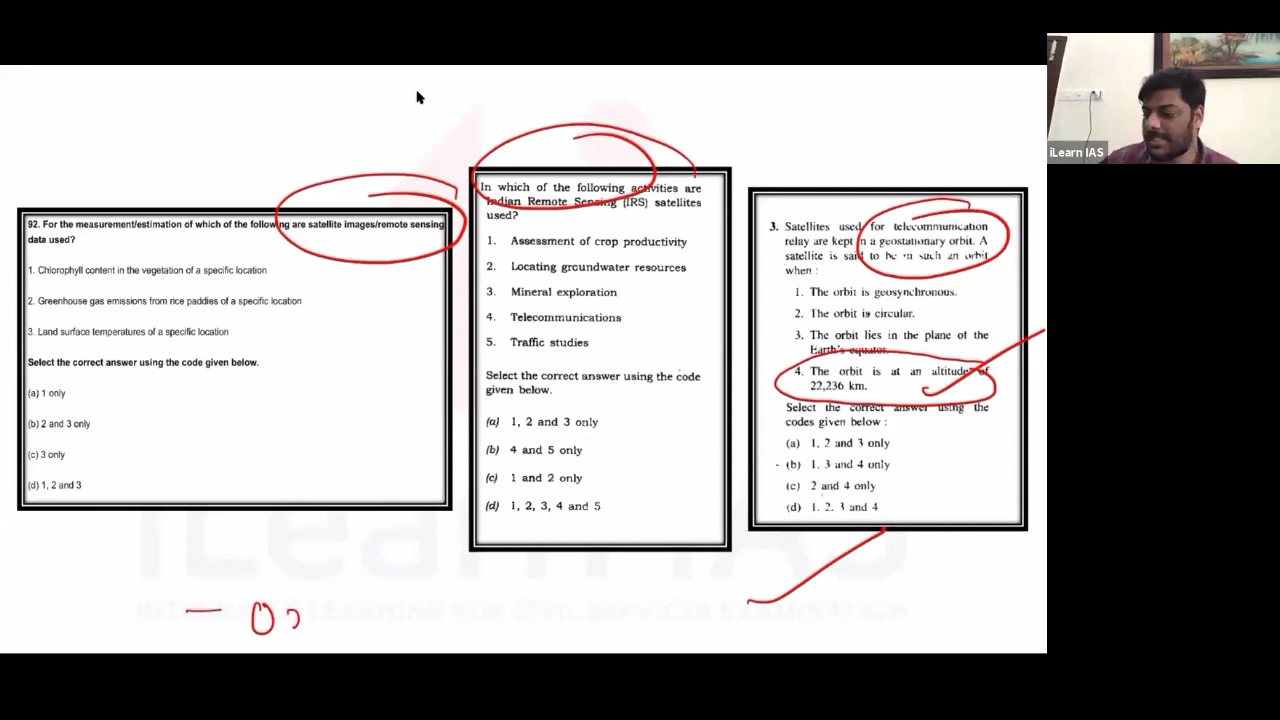 92. For the measurement/estimation of which of the following are satellite images/remote sensing
data used?
1. Chlorophyll content in the vegetation of a specific location
2. Greenhouse gas emissions from rice paddies of a specific location
3. Land surface temperatures of a specific location
Select the correct answer using the code given below.
(a) 1 only
(b) 2 and 3 only
(c) 3 only
(d) 1, 2 and 3
In which of the following activities are
Indian Remote Sensing (IRS) satellites
used?
1. Assessment of crop productivity
2. Locating groundwater resources
3. Mineral exploration
4. Telecommunications
5. Traffic studies
Select the correct answer using the code
given below.
(a) 1, 2 and 3 only
(b) 4 and 5 only
(c) 1 and 2 only
(d) 1, 2, 3, 4 and 5
3. Satellites used for telecommunication
relay are kept in a geostationary orbit. A
satellite is said to be in such an orbit
when :
1. The orbit is geosynchronous.
2. The orbit is circular.
3. The orbit lies in the plane of the
Earth's equator.
4. The orbit is at an altitude of
22,236 km.
Select the correct answer using the
codes given below :
(a) 1, 2 and 3 only
(b) 1, 3 and 4 only
(c) 2 and 4 only
(d) 1, 2, 3 and 4
iLearn IAS
iLearn IAS
INTEGRATED LEARNING FOR CIVIL SERVICES EXAMINATION